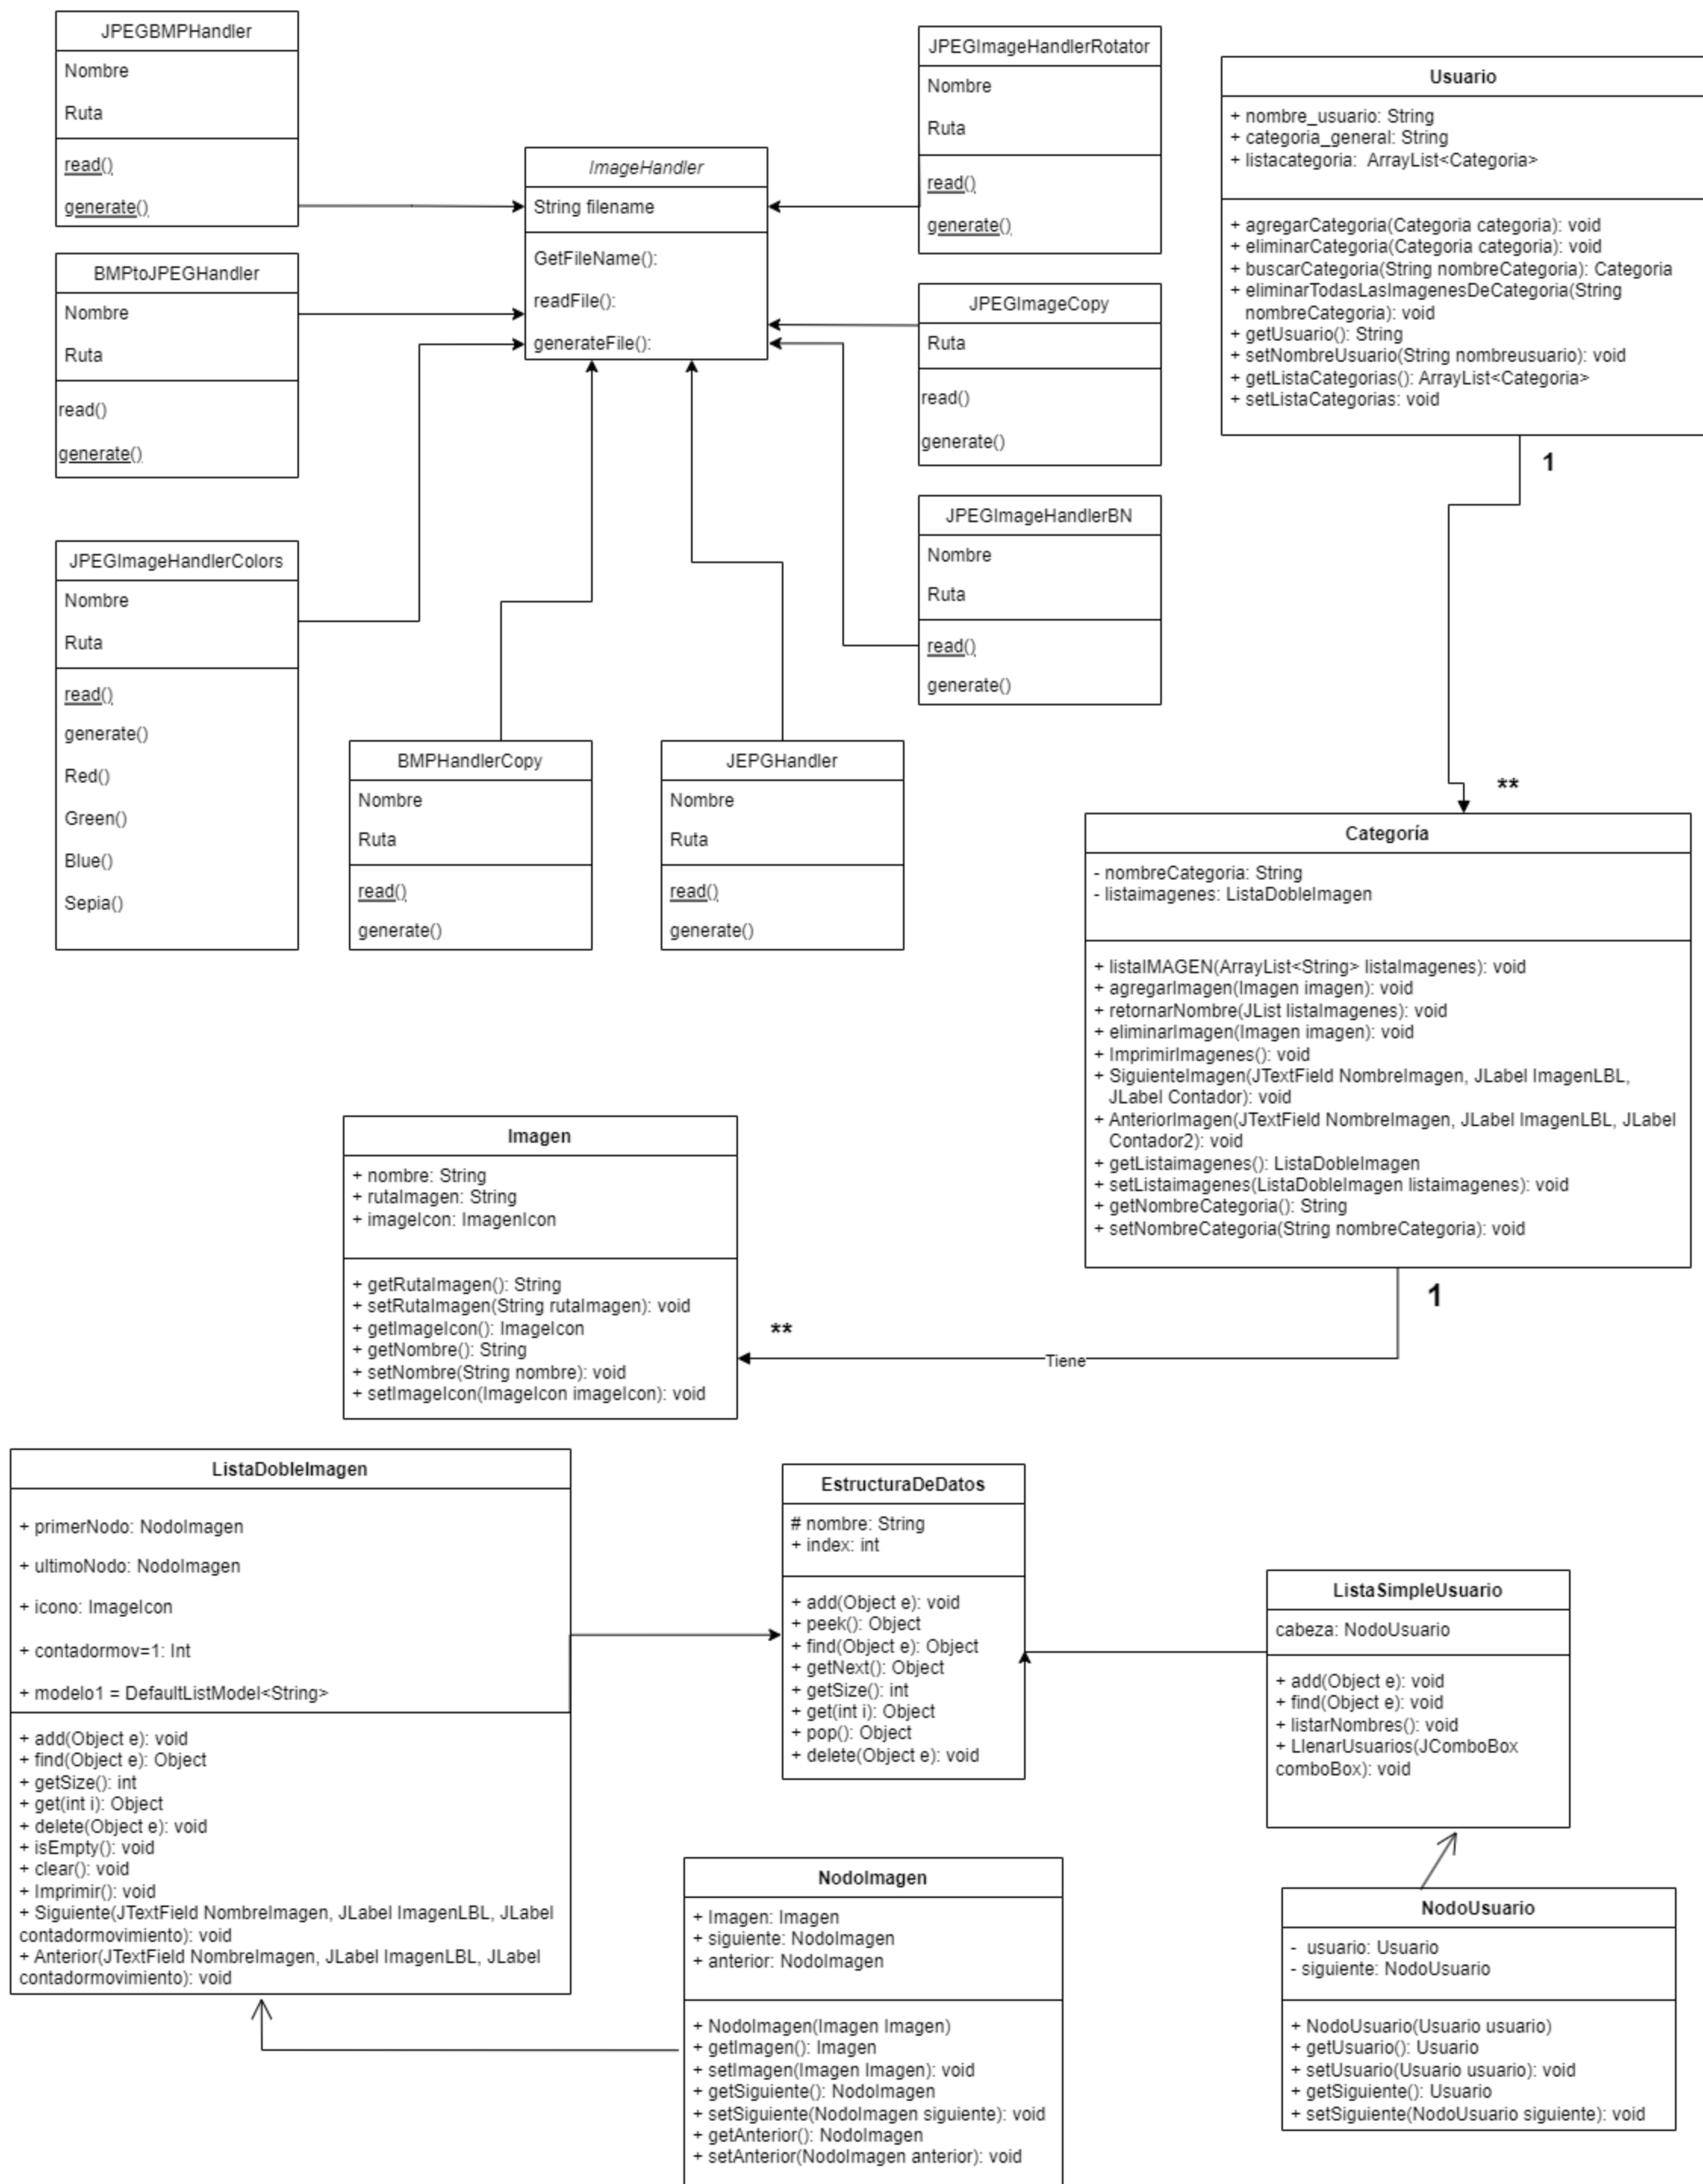 JPEGBMPHandler
Nombre
Ruta
read()
generate()
BMPtoJPEGHandler
Nombre
Ruta
read()
generate()
JPEGImageHandlerColors
Nombre
Ruta
read()
generate()
Red()
Green()
Blue()
Sepia()
ImageHandler
String filename
GetFileName():
readFile():
generateFile():
BMPHandlerCopy
Nombre
Ruta
read()
generate()
JEPGHandler
Nombre
Ruta
read()
generate()
JPEGImageHandlerRotator
Nombre
Ruta
read()
generate()
JPEGImageCopy
Ruta
read()
generate()
JPEGImageHandlerBN
Nombre
Ruta
read()
generate()
Usuario
+ nombre_usuario: String
+ categoria_general: String
+ listacategoria: ArrayList<Categoria>
+ agregarCategoria(Categoria categoria): void
+ eliminarCategoria(Categoria categoria): void
+ buscarCategoria(String nombreCategoria): Categoria
+ eliminarTodasLasImagenesDeCategoria(String
nombreCategoria): void
+ getUsuario(): String
+ setNombreUsuario(String nombreusuario): void
+ getListaCategorias(): ArrayList<Categoria>
+ setListaCategorias: void
1
**
Categoría
- nombreCategoria: String
- listaimagenes: ListaDobleImagen
+ listaIMAGEN(ArrayList<String> listaImagenes): void
+ agregarImagen(Imagen imagen): void
+ retornarNombre(JList listaImagenes): void
+ eliminarImagen(Imagen imagen): void
+ ImprimirImagenes(): void
+ SiguienteImagen(JTextField NombreImagen, JLabel ImagenLBL,
JLabel Contador): void
+ AnteriorImagen(JTextField NombreImagen, JLabel ImagenLBL, JLabel
Contador2): void
+ getListaimagenes(): ListaDobleImagen
+ setListaimagenes(ListaDobleImagen listaimagenes): void
+ getNombreCategoria(): String
+ setNombreCategoria(String nombreCategoria): void
1
**
Tiene
Imagen
+ nombre: String
+ rutaImagen: String
+ imageIcon: ImagenIcon
+ getRutaImagen(): String
+ setRutaImagen(String rutaImagen): void
+ getImageIcon(): ImageIcon
+ getNombre(): String
+ setNombre(String nombre): void
+ setImageIcon(ImageIcon imageIcon): void
ListaDobleImagen
+ primerNodo: NodoImagen
+ ultimoNodo: NodoImagen
+ icono: ImageIcon
+ contadormov=1: Int
+ modelo1 = DefaultListModel<String>
+ add(Object e): void
+ find(Object e): Object
+ getSize(): int
+ get(int i): Object
+ delete(Object e): void
+ isEmpty(): void
+ clear(): void
+ Imprimir(): void
+ Siguiente(JTextField NombreImagen, JLabel ImagenLBL, JLabel
contadormovimiento): void
+ Anterior(JTextField NombreImagen, JLabel ImagenLBL, JLabel
contadormovimiento): void
EstructuraDeDatos
# nombre: String
+ index: int
+ add(Object e): void
+ peek(): Object
+ find(Object e): Object
+ getNext(): Object
+ getSize(): int
+ get(int i): Object
+ pop(): Object
+ delete(Object e): void
ListaSimpleUsuario
cabeza: NodoUsuario
+ add(Object e): void
+ find(Object e): void
+ listarNombres(): void
+ LlenarUsuarios(JComboBox
comboBox): void
NodoImagen
+ Imagen: Imagen
+ siguiente: NodoImagen
+ anterior: NodoImagen
+ NodoImagen(Imagen Imagen)
+ getImagen(): Imagen
+ setImagen(Imagen Imagen): void
+ getSiguiente(): NodoImagen
+ setSiguiente(NodoImagen siguiente): void
+ getAnterior(): NodoImagen
+ setAnterior(NodoImagen anterior): void
NodoUsuario
- usuario: Usuario
- siguiente: NodoUsuario
+ NodoUsuario(Usuario usuario)
+ getUsuario(): Usuario
+ setUsuario(Usuario usuario): void
+ getSiguiente(): Usuario
+ setSiguiente(NodoUsuario siguiente): void